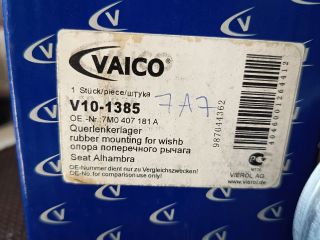 VAICO
1 Stück/piece/штука
V10-1385
7A7
OE -Nr.:7M0 407 181 A
Querlenkerlager
rubber mounting for wishb
опора поперечного рычага
Seat Alhambra
OE-Nummer dient nur zu Vergleichszwecken!
OE-No for comparison use only!
987044362
4046001264412
VIEROL AG
www.vierol.de